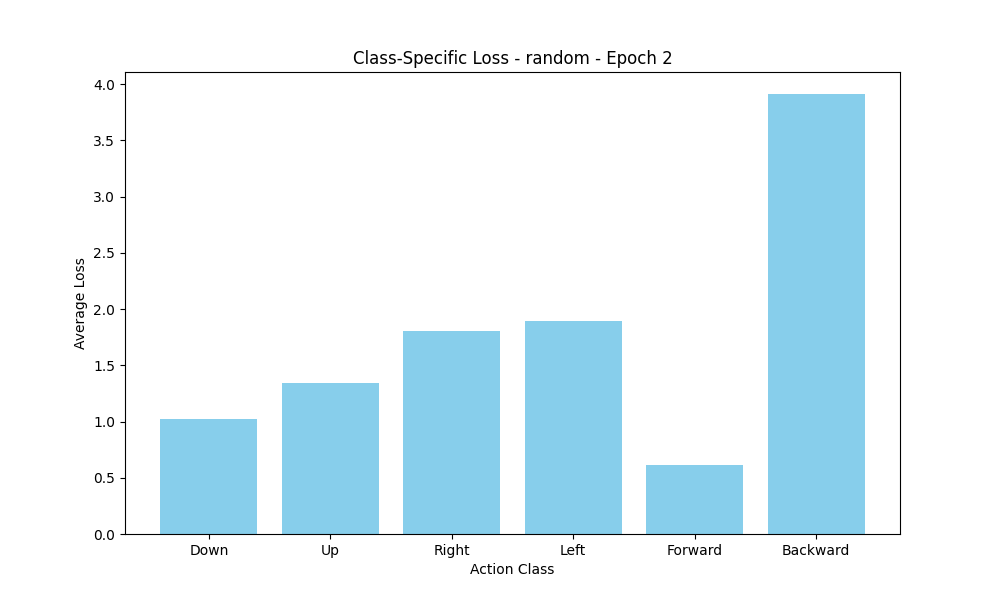 Class-Specific Loss - random - Epoch 2
4.0
3.5
3.0
2.5
2.0
1.5
1.0
0.5
0.0
Average Loss
Down Up Right Left Forward Backward
Action Class